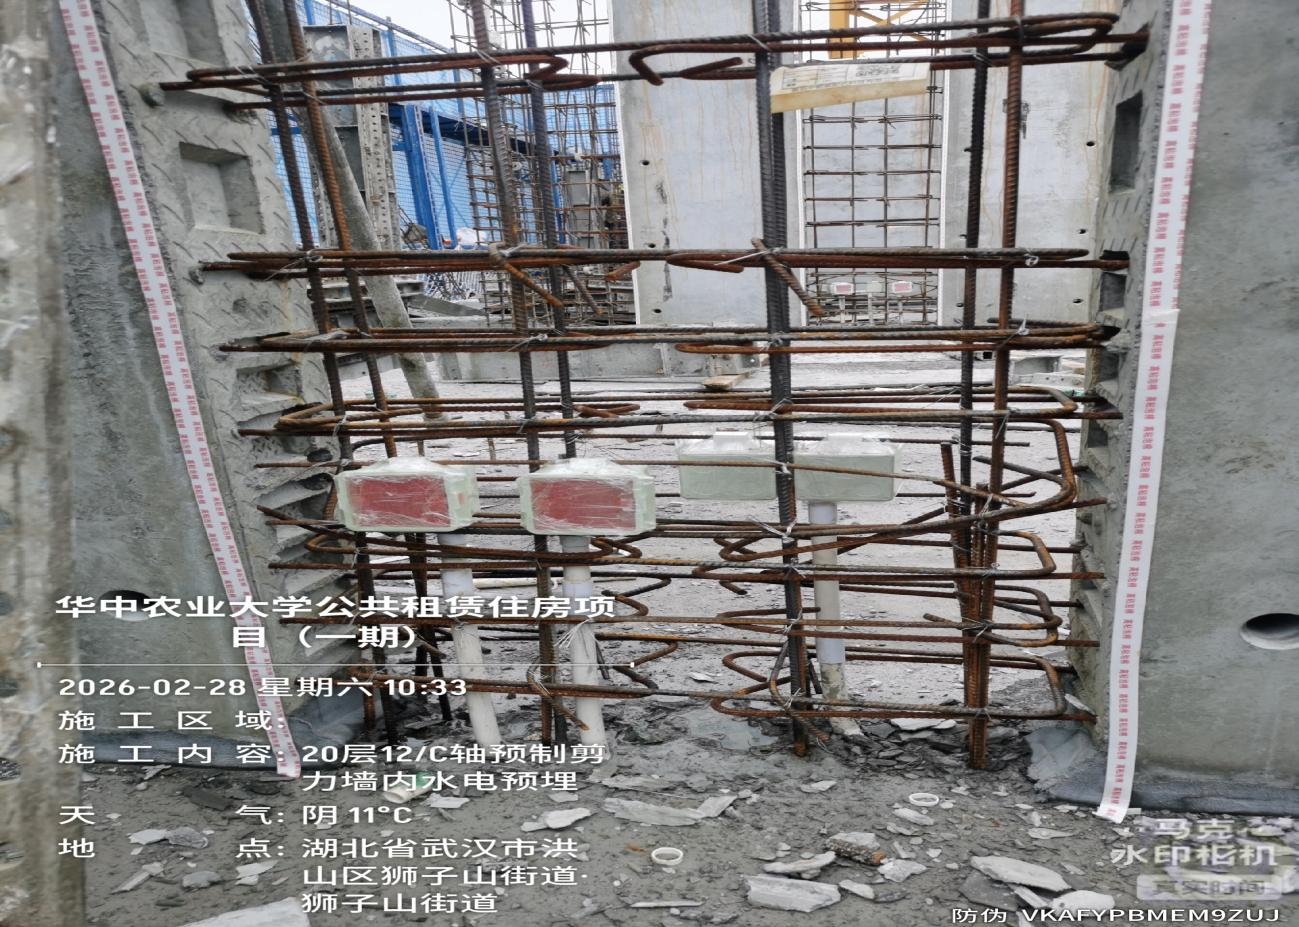 华中农业大学公共租赁住房项
目（一期）
2026-02-28 星期六 10:33
施工区域:
施工内容: 20层12/C轴预制剪
力墙内水电预埋
天气: 阴 11°C
地点: 湖北省武汉市洪
山区狮子山街道·
狮子山街道
马克
水印相机
真实时间
防伪 VKAFYPBMEM9ZUJ